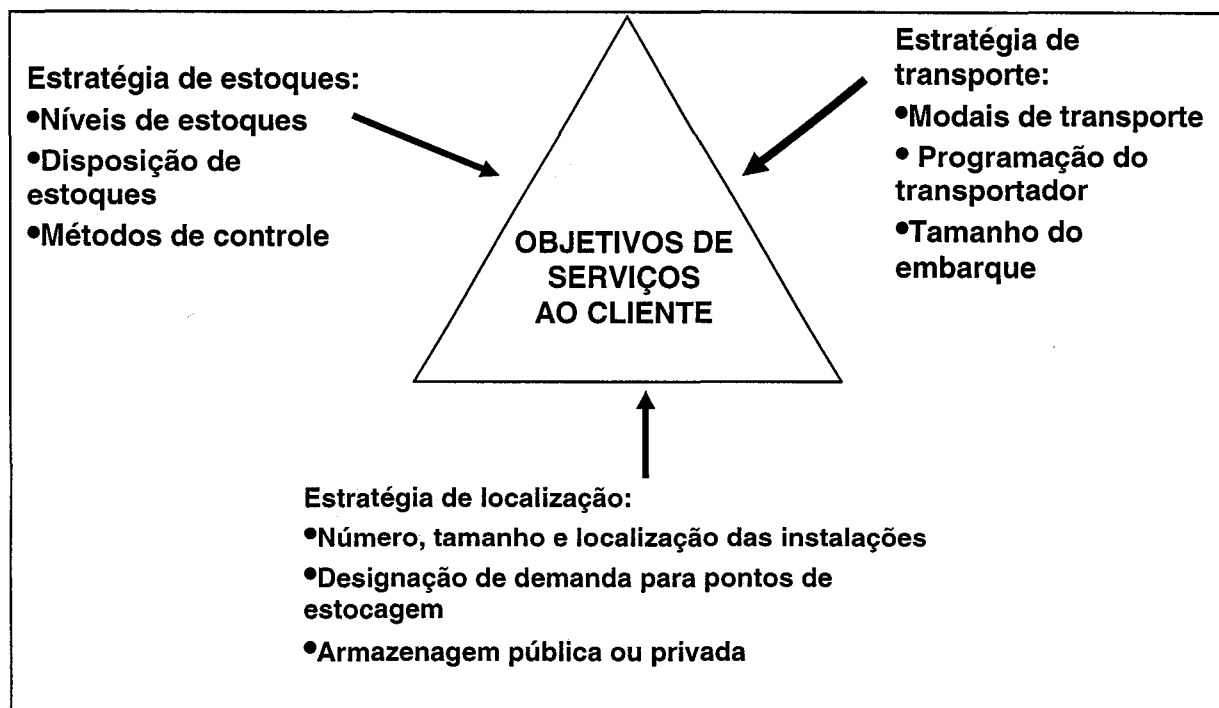 Estratégia de estoques:
•Níveis de estoques
•Disposição de
estoques
•Métodos de controle
Estratégia de
transporte:
•Modais de transporte
• Programação do
transportador
•Tamanho do
embarque
OBJETIVOS DE
SERVIÇOS
AO CLIENTE
Estratégia de localização:
•Número, tamanho e localização das instalações
•Designação de demanda para pontos de
estocagem
•Armazenagem pública ou privada